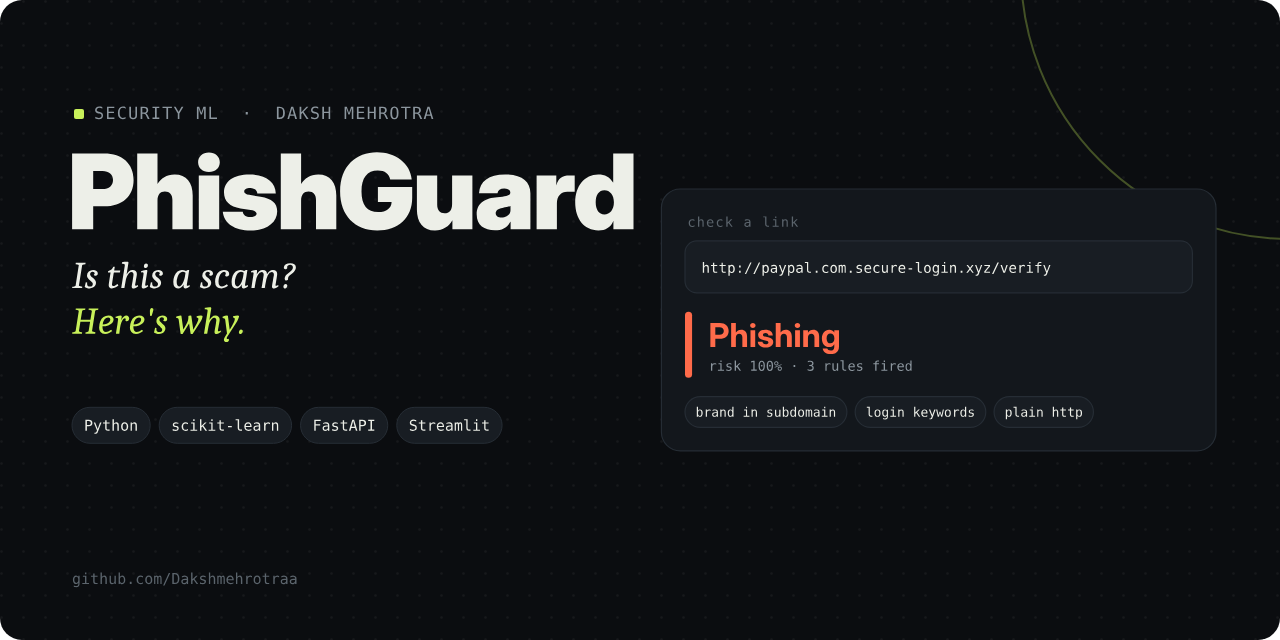 SECURITY ML · DAKSH MEHROTRA
PhishGuard
Is this a scam?
Here's why.
Python scikit-learn FastAPI Streamlit
github.com/Dakshmehrotraa
check a link
http://paypal.com.secure-login.xyz/verify
Phishing
risk 100% · 3 rules fired
brand in subdomain login keywords plain http